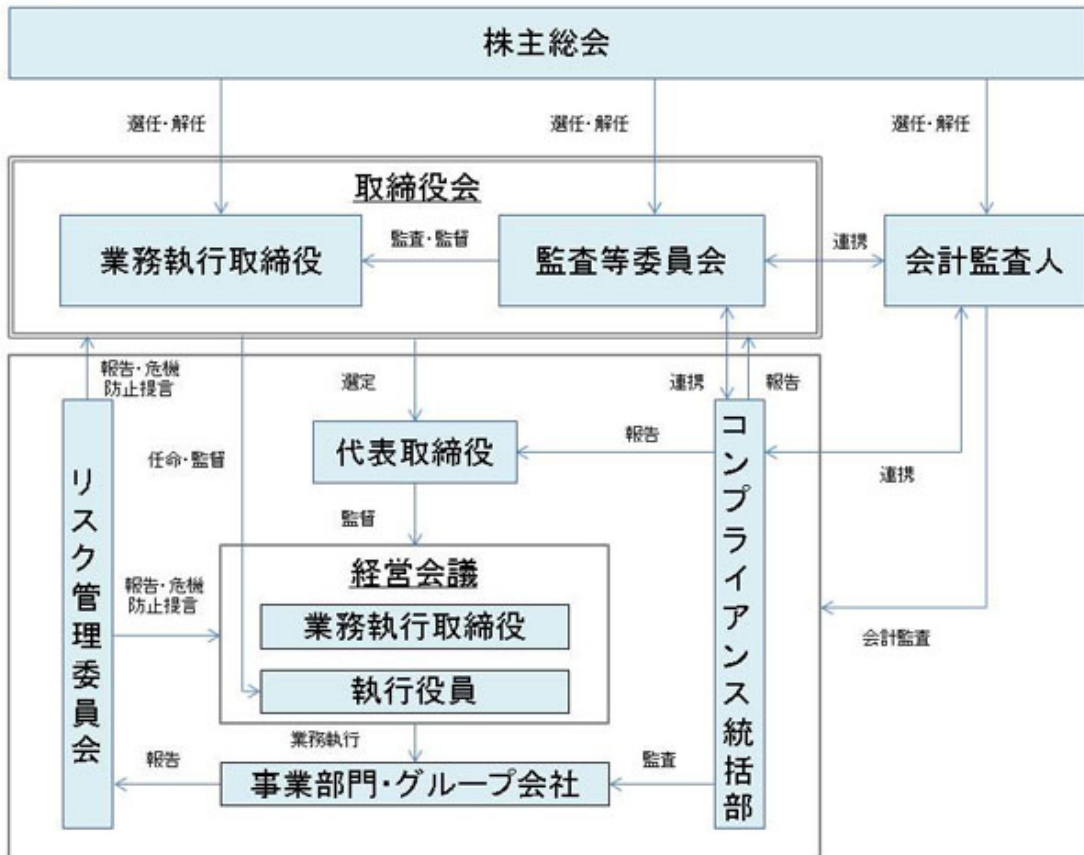 株主総会
選任・解任
選任・解任
選任・解任
取締役会
業務執行取締役
監査・監督
監査等委員会
連携
会計監査人
報告・危機
防止提言
選定
連携
報告
任命・監督
代表取締役
報告
連携
監督
リスク管理委員会
コンプライアンス統括部
経営会議
報告・危機
防止提言
業務執行取締役
会計監査
執行役員
業務執行
報告
事業部門・グループ会社
監査